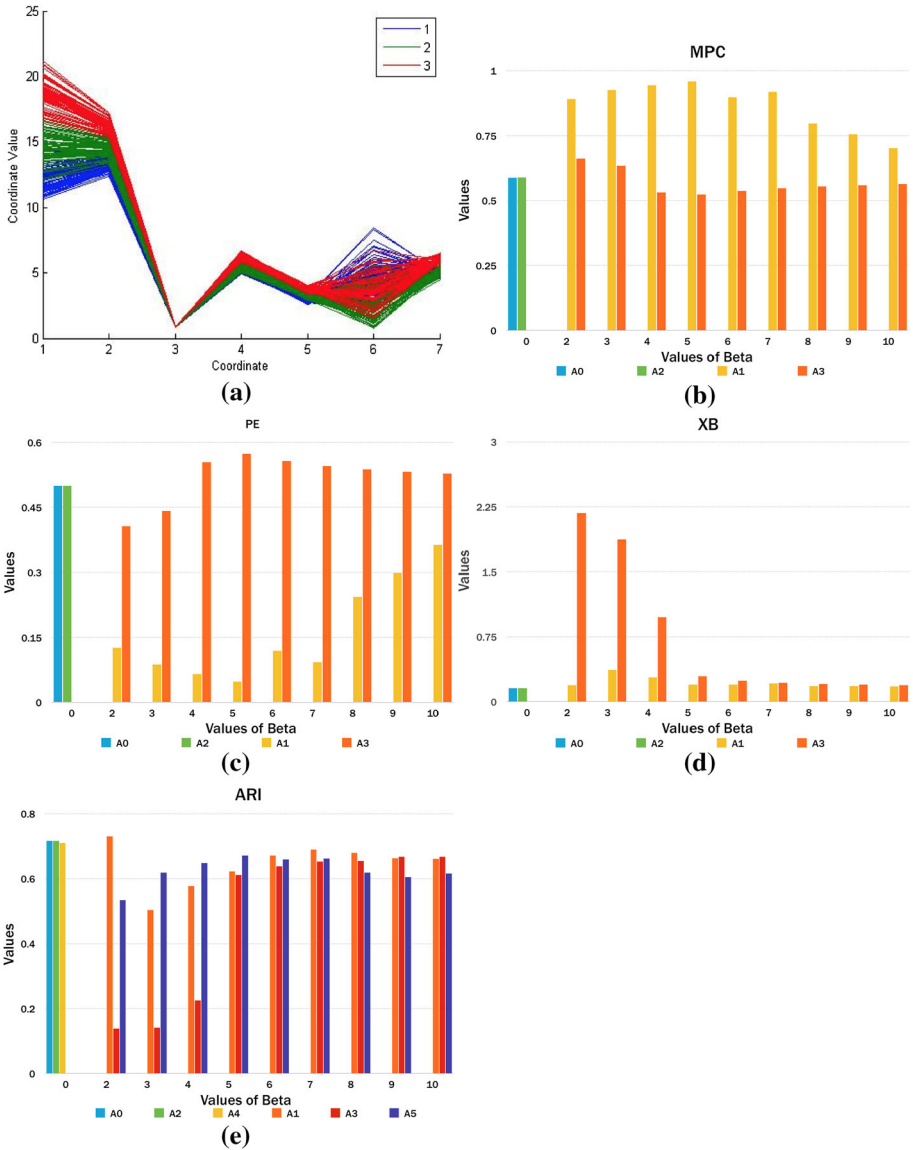 25
20
15
10
5
0
Coordinate Value
1
2
3
1 2 3 4 5 6 7
Coordinate
(a)
MPC
1
0.75
0.5
0.25
0
Values
0 2 3 4 5 6 7 8 9 10
Values of Beta
A0 A2 A1 A3
(b)
PE
0.6
0.45
0.3
0.15
0
Values
0 2 3 4 5 6 7 8 9 10
Values of Beta
A0 A2 A1 A3
(c)
XB
3
2.25
1.5
0.75
0
Values
0 2 3 4 5 6 7 8 9 10
Values of Beta
A0 A2 A1 A3
(d)
ARI
0.8
0.6
0.4
0.2
0
Values
0 2 3 4 5 6 7 8 9 10
Values of Beta
A0 A2 A4 A1 A3 A5
(e)